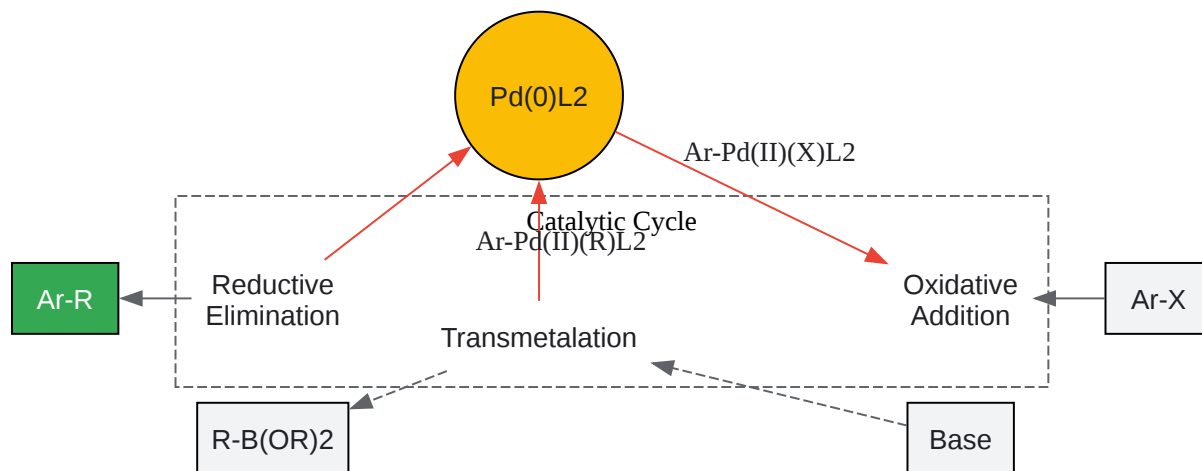 Pd(0)L2
Ar-Pd(II)(X)L2
Catalytic Cycle
Ar-Pd(II)(R)L2
Reductive
Elimination
Oxidative
Addition
Ar-R
Ar-X
Transmetalation
R-B(OR)2
Base